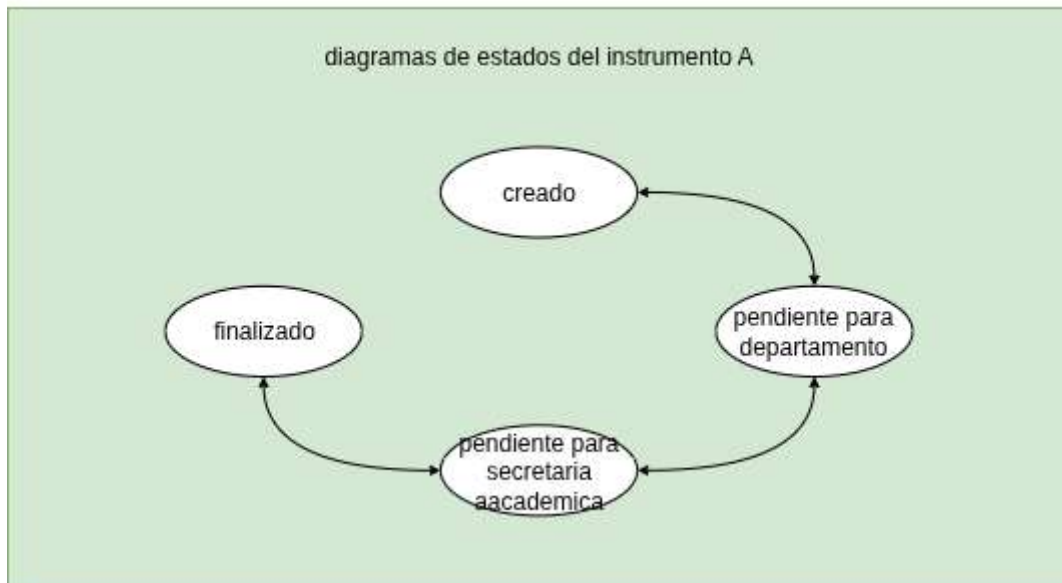 diagramas de estados del instrumento A
creado
finalizado
pendiente para
departamento
pendiente para
secretaria
aacademica